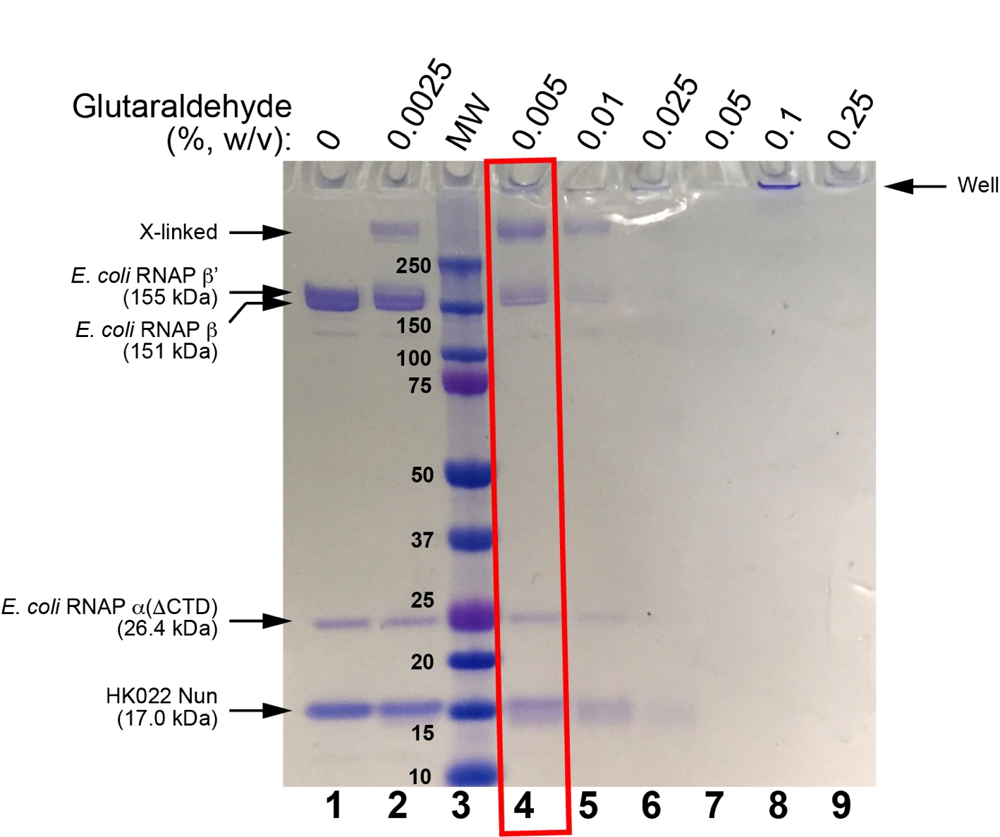 Glutaraldehyde
(%, w/v):
0
0.0025
MW
0.005
0.01
0.025
0.05
0.1
0.25
Well
X-linked
E. coli RNAP β’
(155 kDa)
E. coli RNAP β
(151 kDa)
E. coli RNAP α(ΔCTD)
(26.4 kDa)
HK022 Nun
(17.0 kDa)
250
150
100
75
50
37
25
20
15
10
1 2 3 4 5 6 7 8 9